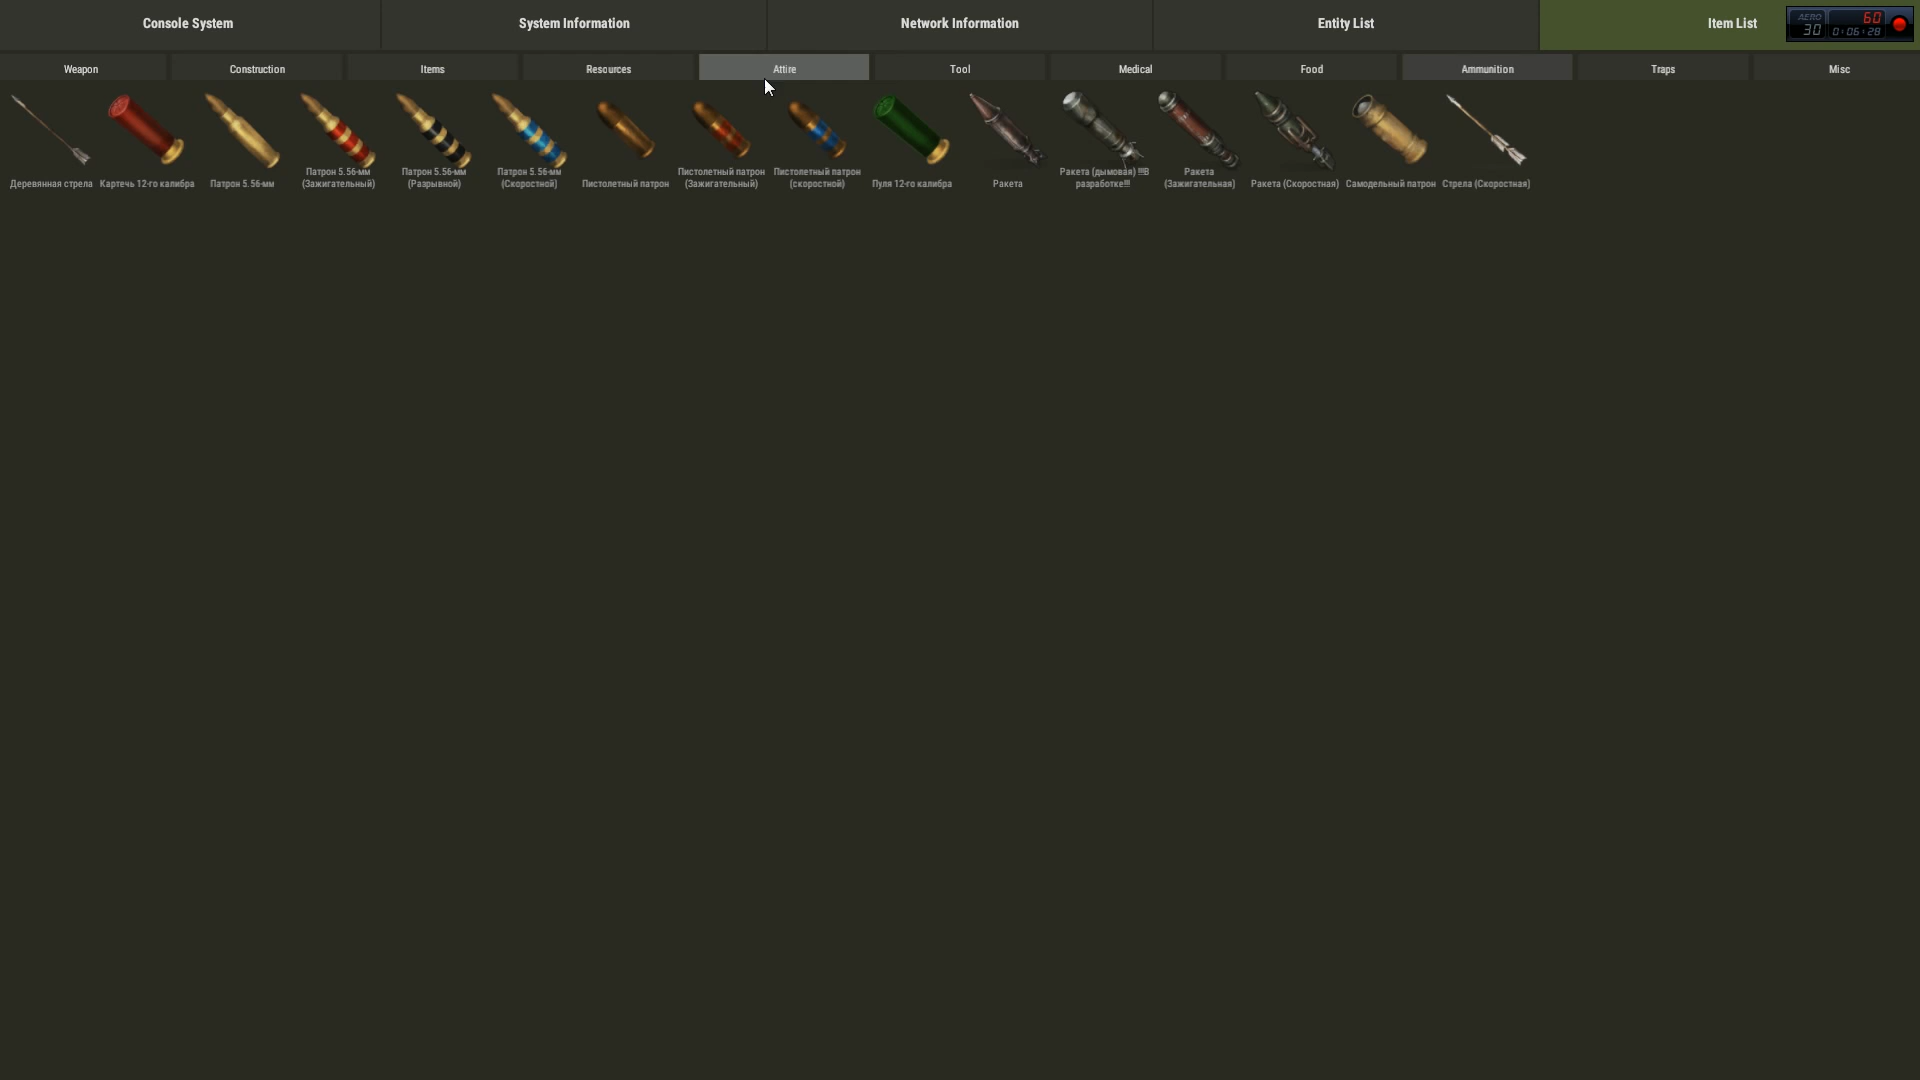 Console System
System Information
Network Information
Entity List
Item List
AERO
30
60
0:06:28
Weapon
Construction
Items
Resources
Attire
Tool
Medical
Food
Ammunition
Traps
Misc
Деревянная стрела
Картечь 12-го калибра
Патрон 5.56-мм
Патрон 5.56-мм
(Зажигательный)
Патрон 5.56-мм
(Разрывной)
Патрон 5.56-мм
(Скоростной)
Пистолетный патрон
Пистолетный патрон
(Зажигательный)
Пистолетный патрон
(скоростной)
Пуля 12-го калибра
Ракета
Ракета (дымовая) !!!В
разработке!!!
Ракета
(Зажигательная)
Ракета (Скоростная)
Самодельный патрон
Стрела (Скоростная)